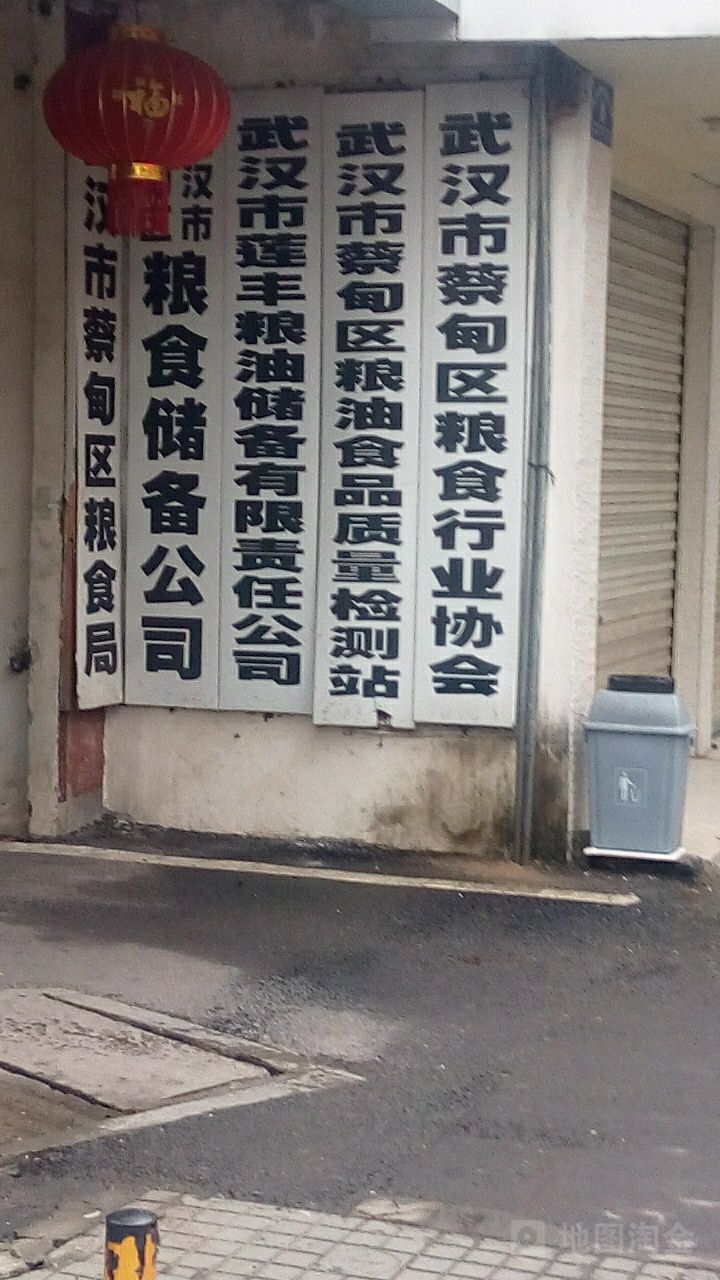 福
汉市蔡甸区粮食局
汉市
区
粮食储备公司
武汉市莲丰粮油储备有限责任公司
武汉市蔡甸区粮油食品质量检测站
武汉市蔡甸区粮食行业协会
地图淘金